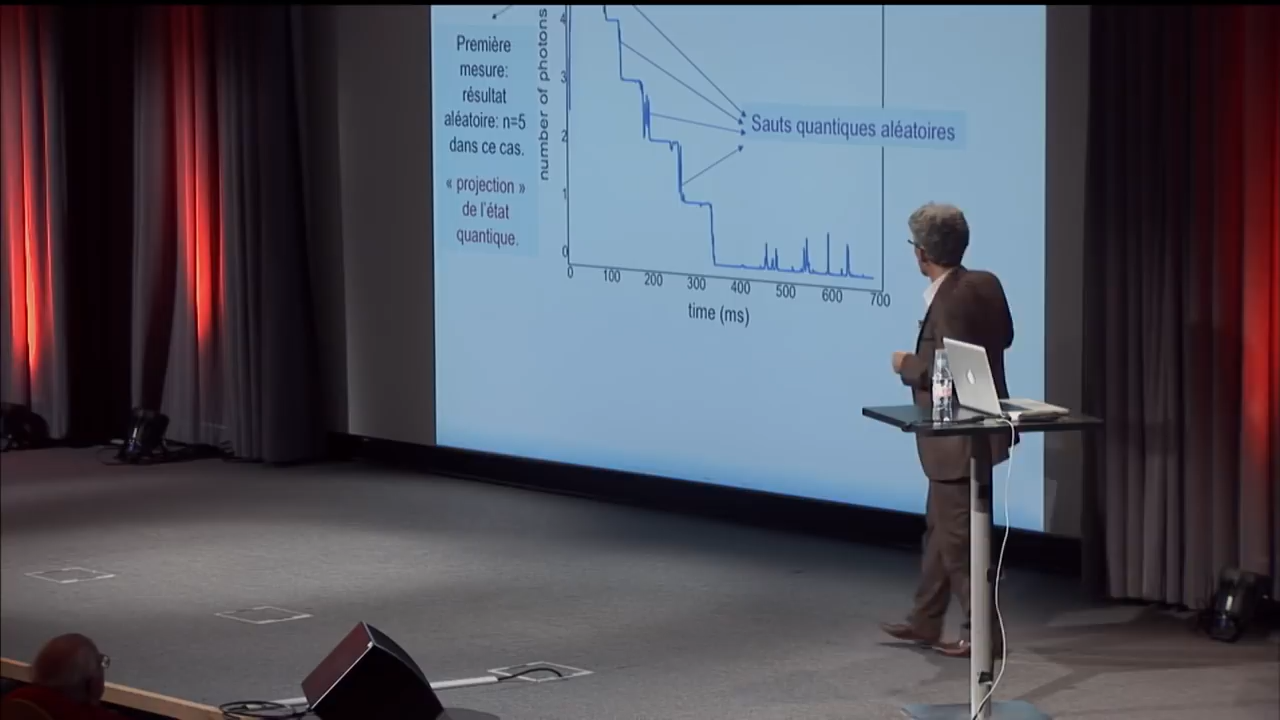 Première
mesure:
résultat
aléatoire: n=5
dans ce cas.
« projection »
de l'état
quantique.
number of photons
4
3
2
1
0
0 100 200 300 400 500 600 700
time (ms)
Sauts quantiques aléatoires